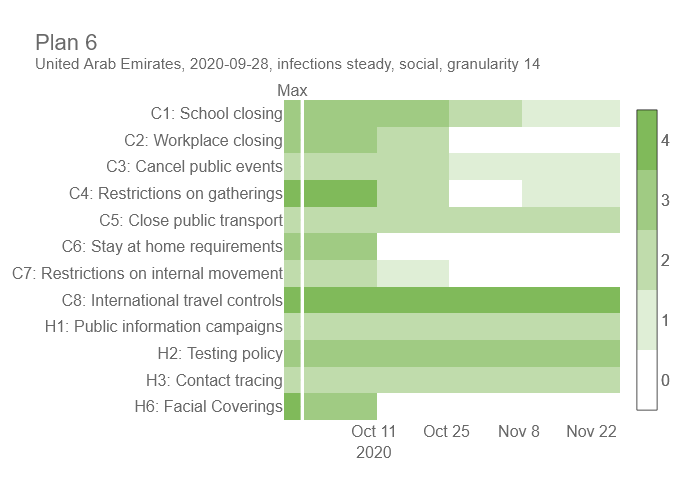 Plan 6
United Arab Emirates, 2020-09-28, infections steady, social, granularity 14
Max
C1: School closing
C2: Workplace closing
C3: Cancel public events
C4: Restrictions on gatherings
C5: Close public transport
C6: Stay at home requirements
C7: Restrictions on internal movement
C8: International travel controls
H1: Public information campaigns
H2: Testing policy
H3: Contact tracing
H6: Facial Coverings
Oct 11 Oct 25 Nov 8 Nov 22
2020
4
3
2
1
0